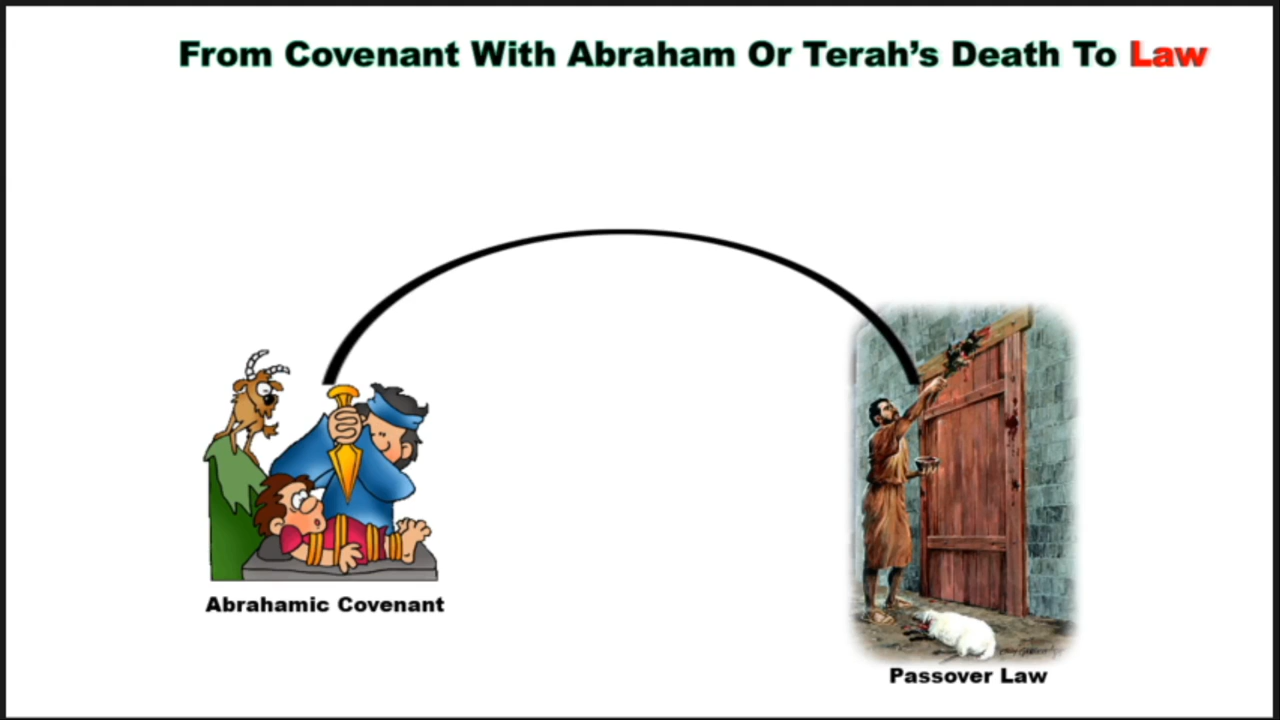 From Covenant With Abraham Or Terah’s Death To Law
Abrahamic Covenant
Passover Law